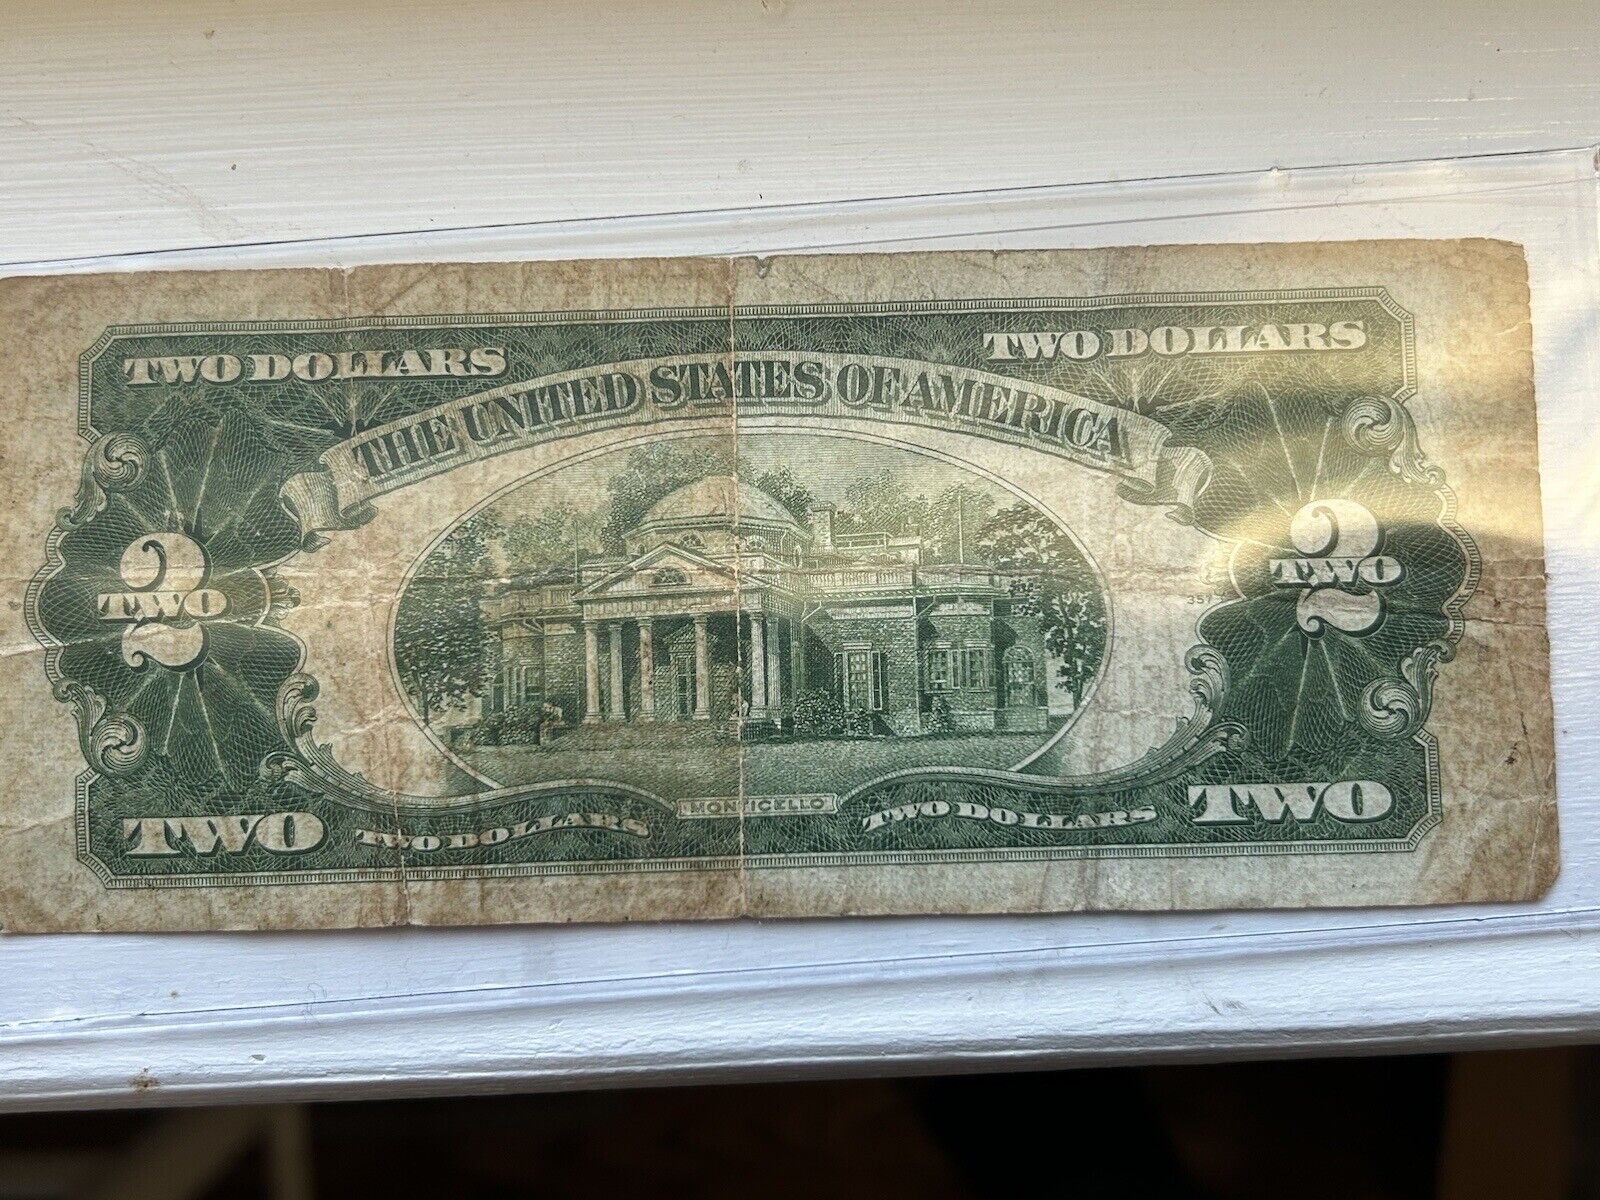 TWO DOLLARS
TWO DOLLARS
THE UNITED STATES OF AMERICA
2
TWO
2
TWO
MONTICELLO
TWO
TWO DOLLARS
TWO DOLLARS
TWO